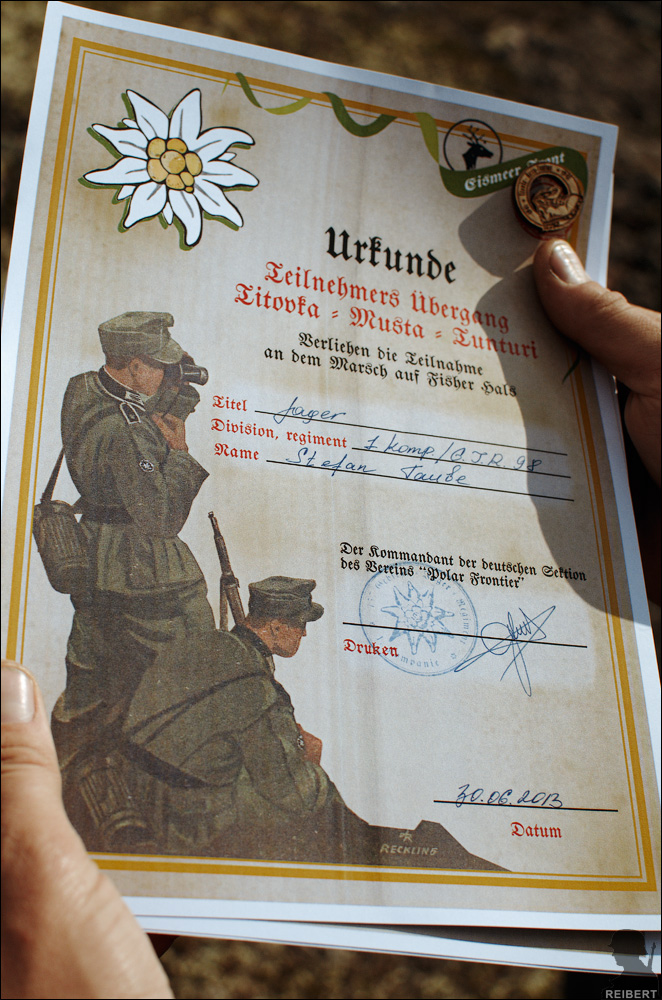 Eismeer Front
Urkunde
Teilnehmers Übergang
Titovka - Musta - Tunturi
Verliehen die Teilnahme
an dem Marsch auf Fisher Hals
Titel Jager
Division, regiment 1 Komp/G.J.R. 98
Name Stefan Taube
Der Kommandant der deutschen Sektion
des Vereins "Polar Frontier"
Druken
30.06.2013
Datum
RECKLING
REIBERT